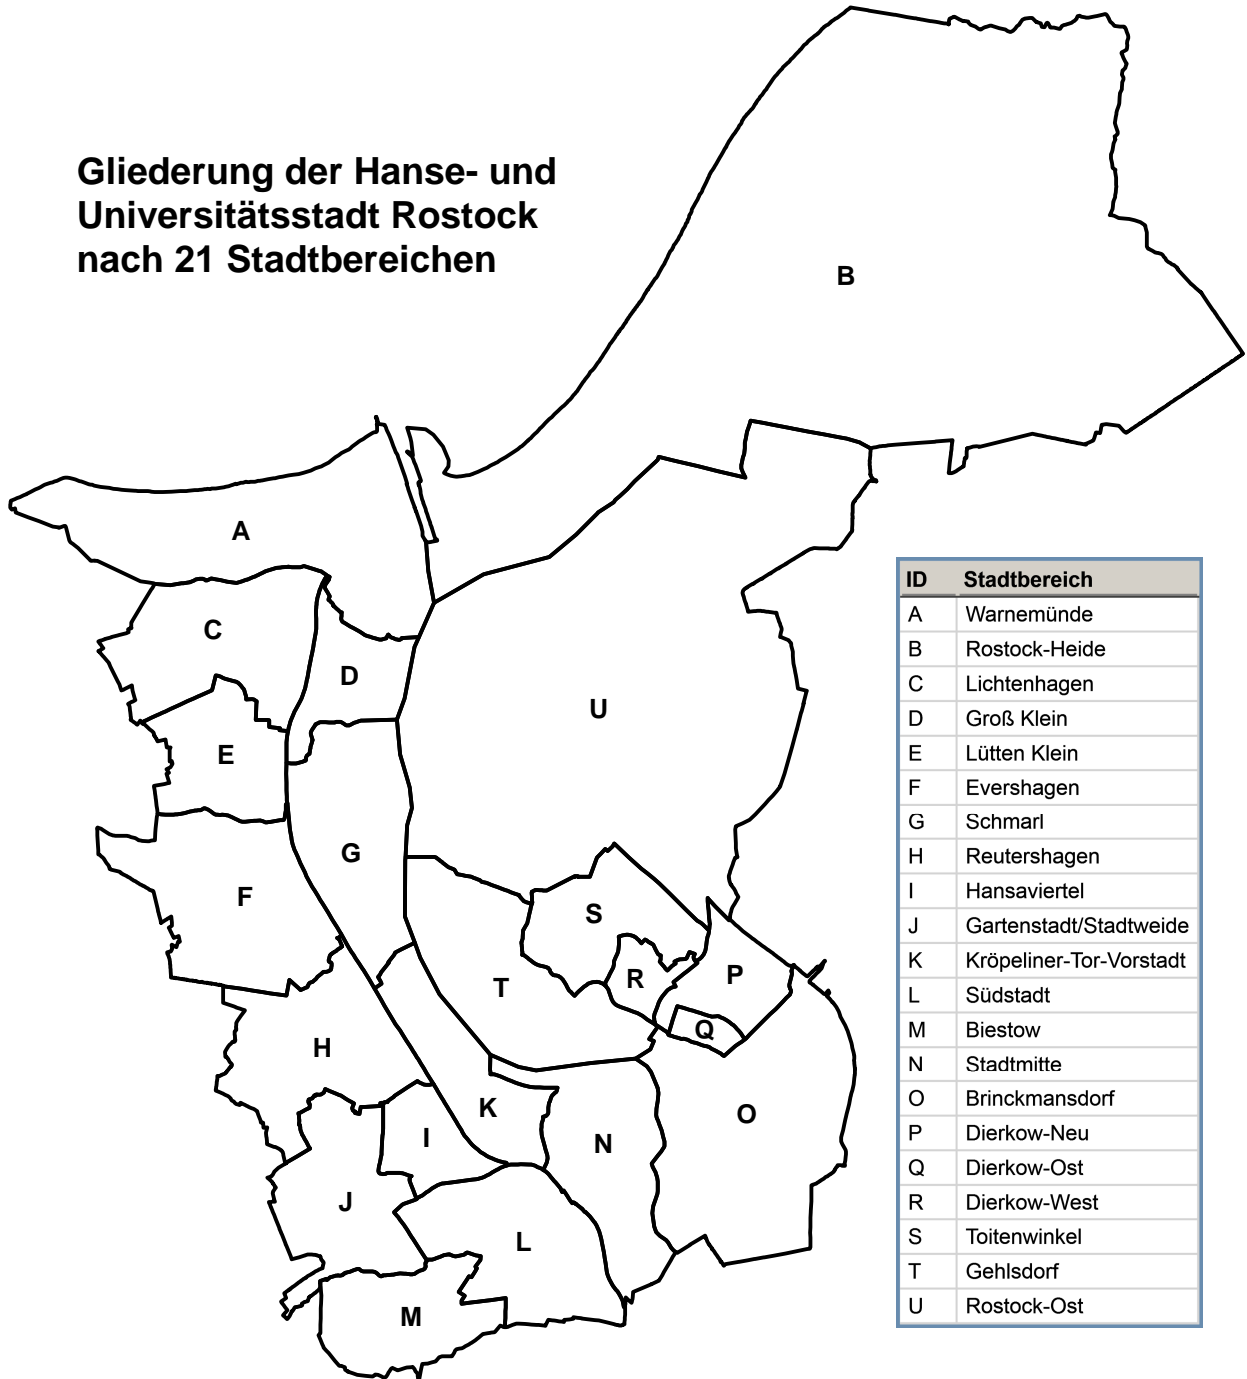 Gliederung der Hanse- und
Universitätsstadt Rostock
nach 21 Stadtbereichen
B
A
C
D
U
E
G
F
S
R
P
T
Q
H
K
O
I
N
J
L
M
ID Stadtbereich
A Warnemünde
B Rostock-Heide
C Lichtenhagen
D Groß Klein
E Lütten Klein
F Evershagen
G Schmarl
H Reutershagen
I Hansaviertel
J Gartenstadt/Stadtweide
K Kröpeliner-Tor-Vorstadt
L Südstadt
M Biestow
N Stadtmitte
O Brinckmansdorf
P Dierkow-Neu
Q Dierkow-Ost
R Dierkow-West
S Toitenwinkel
T Gehlsdorf
U Rostock-Ost